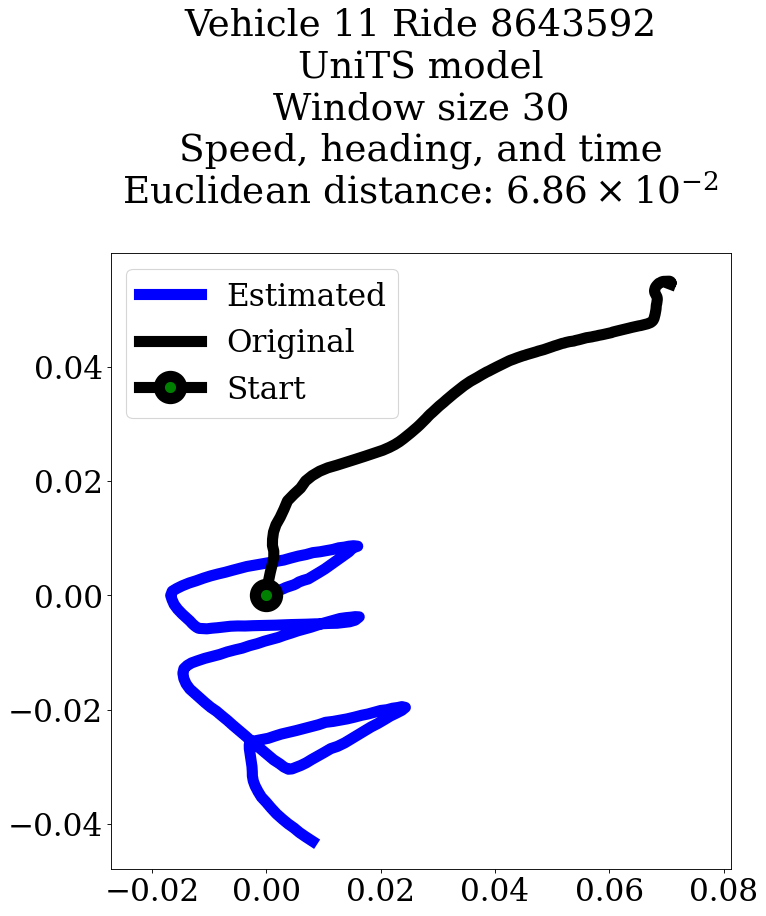 Vehicle 11 Ride 8643592
UniTS model
Window size 30
Speed, heading, and time
Euclidean distance: 6.86 × 10⁻²
Estimated
Original
Start
0.04
0.02
0.00
−0.02
−0.04
−0.02 0.00 0.02 0.04 0.06 0.08